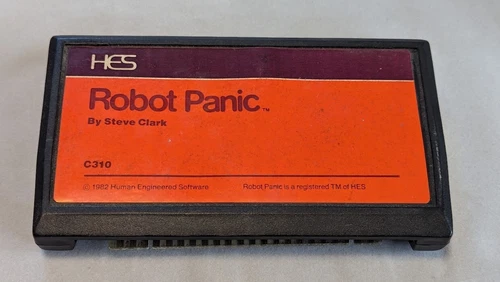 HES
Robot Panic™
By Steve Clark
C310
© 1982 Human Engineered Software Robot Panic is a registered TM of HES